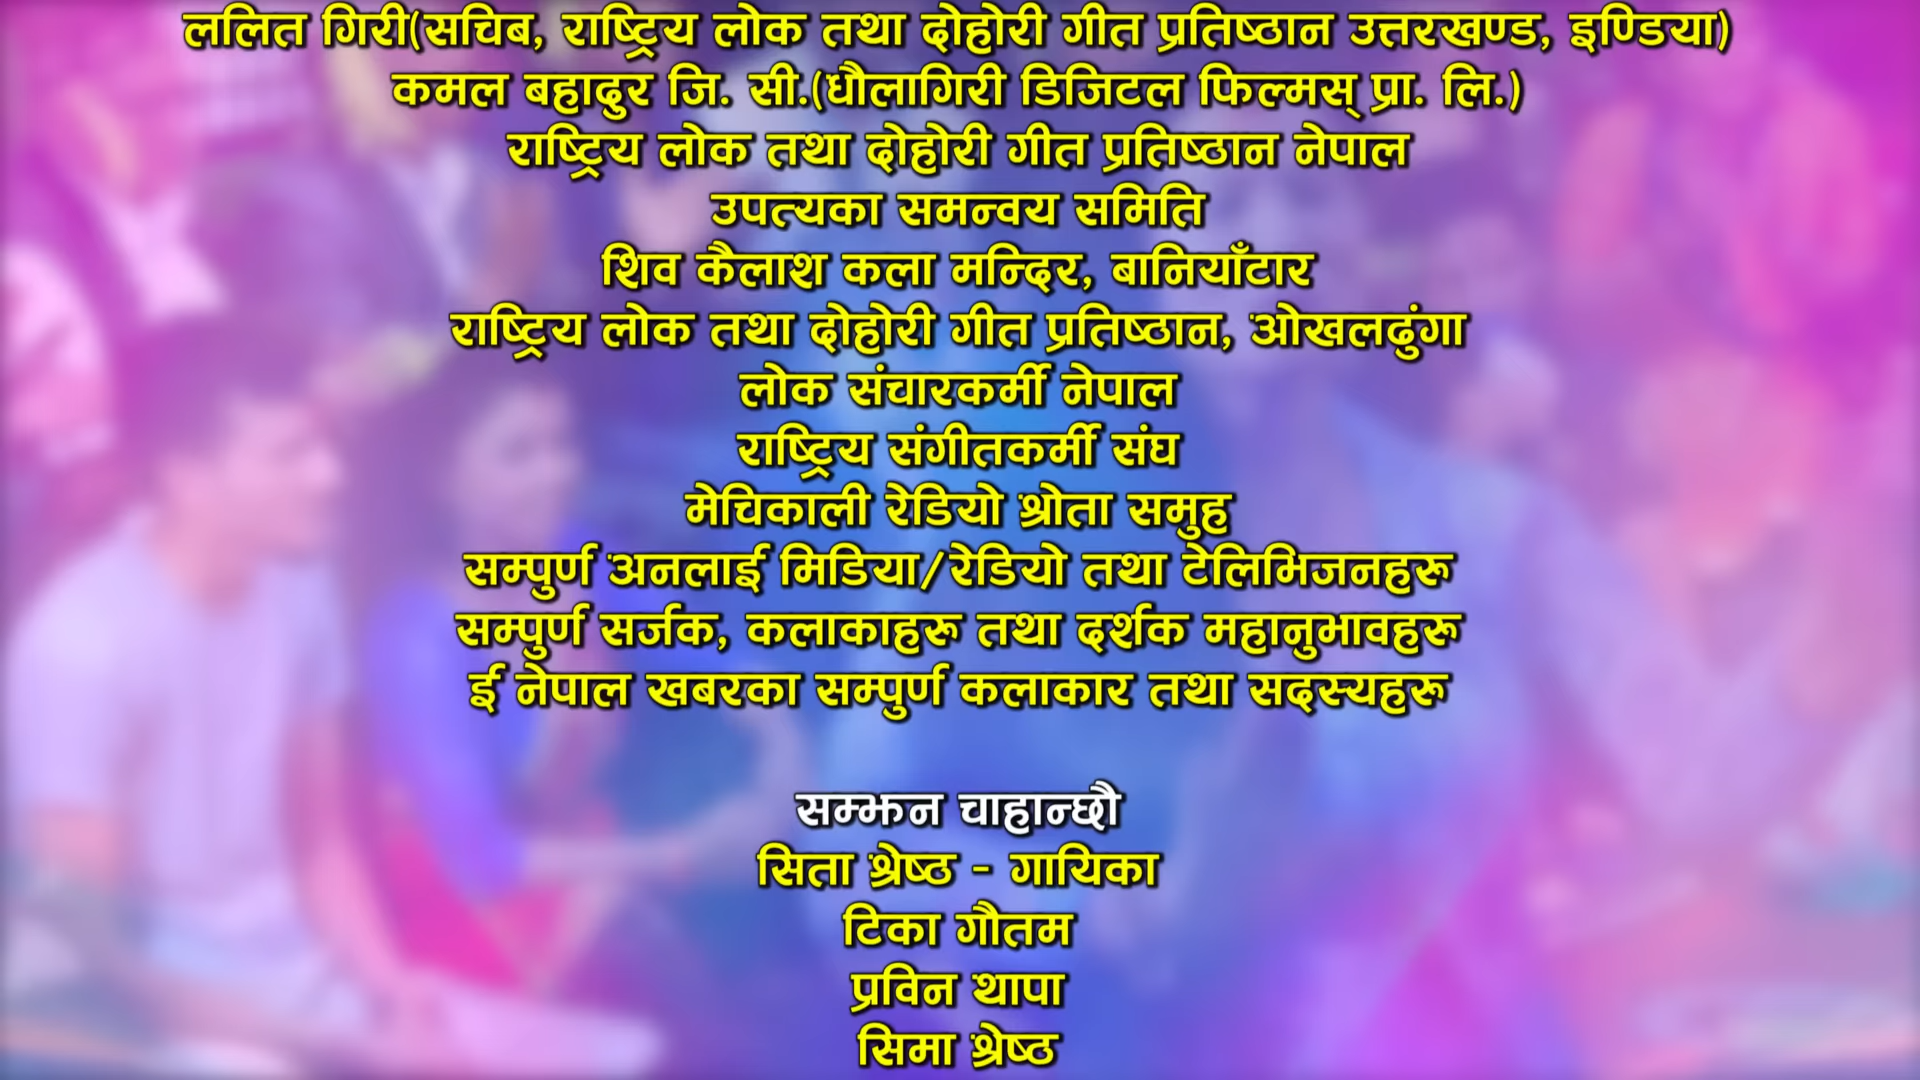 ललित गिरी(सचिब, राष्ट्रिय लोक तथा दोहोरी गीत प्रतिष्ठान उत्तरखण्ड, इण्डिया)
कमल बहादुर जि. सी.(धौलागिरी डिजिटल फिल्मस् प्रा. लि.)
राष्ट्रिय लोक तथा दोहोरी गीत प्रतिष्ठान नेपाल
उपत्यका समन्वय समिति
शिव कैलाश कला मन्दिर, बानियाँटार
राष्ट्रिय लोक तथा दोहोरी गीत प्रतिष्ठान, ओखलढुंगा
लोक संचारकर्मी नेपाल
राष्ट्रिय संगीतकर्मी संघ
मेचिकाली रेडियो श्रोता समुह
सम्पुर्ण अनलाई मिडिया/रेडियो तथा टेलिभिजनहरू
सम्पुर्ण सर्जक, कलाकाहरू तथा दर्शक महानुभावहरू
ई नेपाल खबरका सम्पुर्ण कलाकार तथा सदस्यहरू
सम्झन चाहान्छौ
सिता श्रेष्ठ - गायिका
टिका गौतम
प्रविन थापा
सिमा श्रेष्ठ